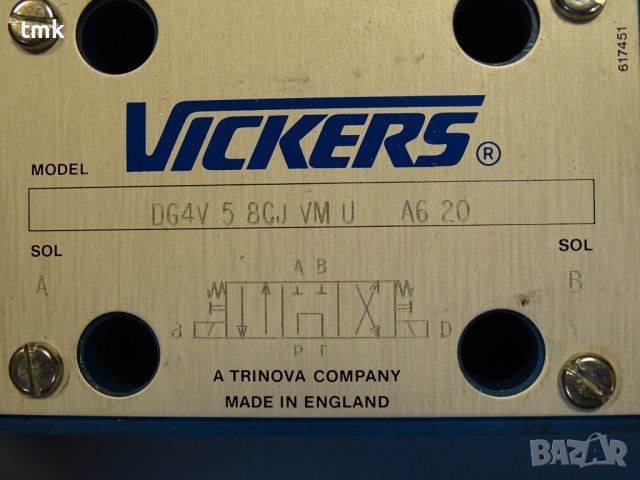 tmk
617451
VICKERS®
MODEL
DG4V 5 8CJ VM U A6 20
SOL SOL
A B
A B
a b
P T
A TRINOVA COMPANY
MADE IN ENGLAND
BAZAR